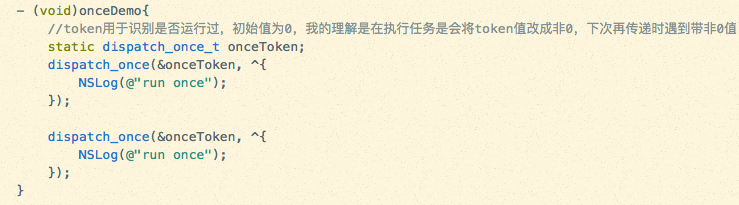 - (void)onceDemo{
//token用于识别是否运行过，初始值为0，我的理解是在执行任务是会将token值改成非0，下次再传递时遇到带非0值
static dispatch_once_t onceToken;
dispatch_once(&onceToken, ^{
NSLog(@"run once");
});
dispatch_once(&onceToken, ^{
NSLog(@"run once");
});
}